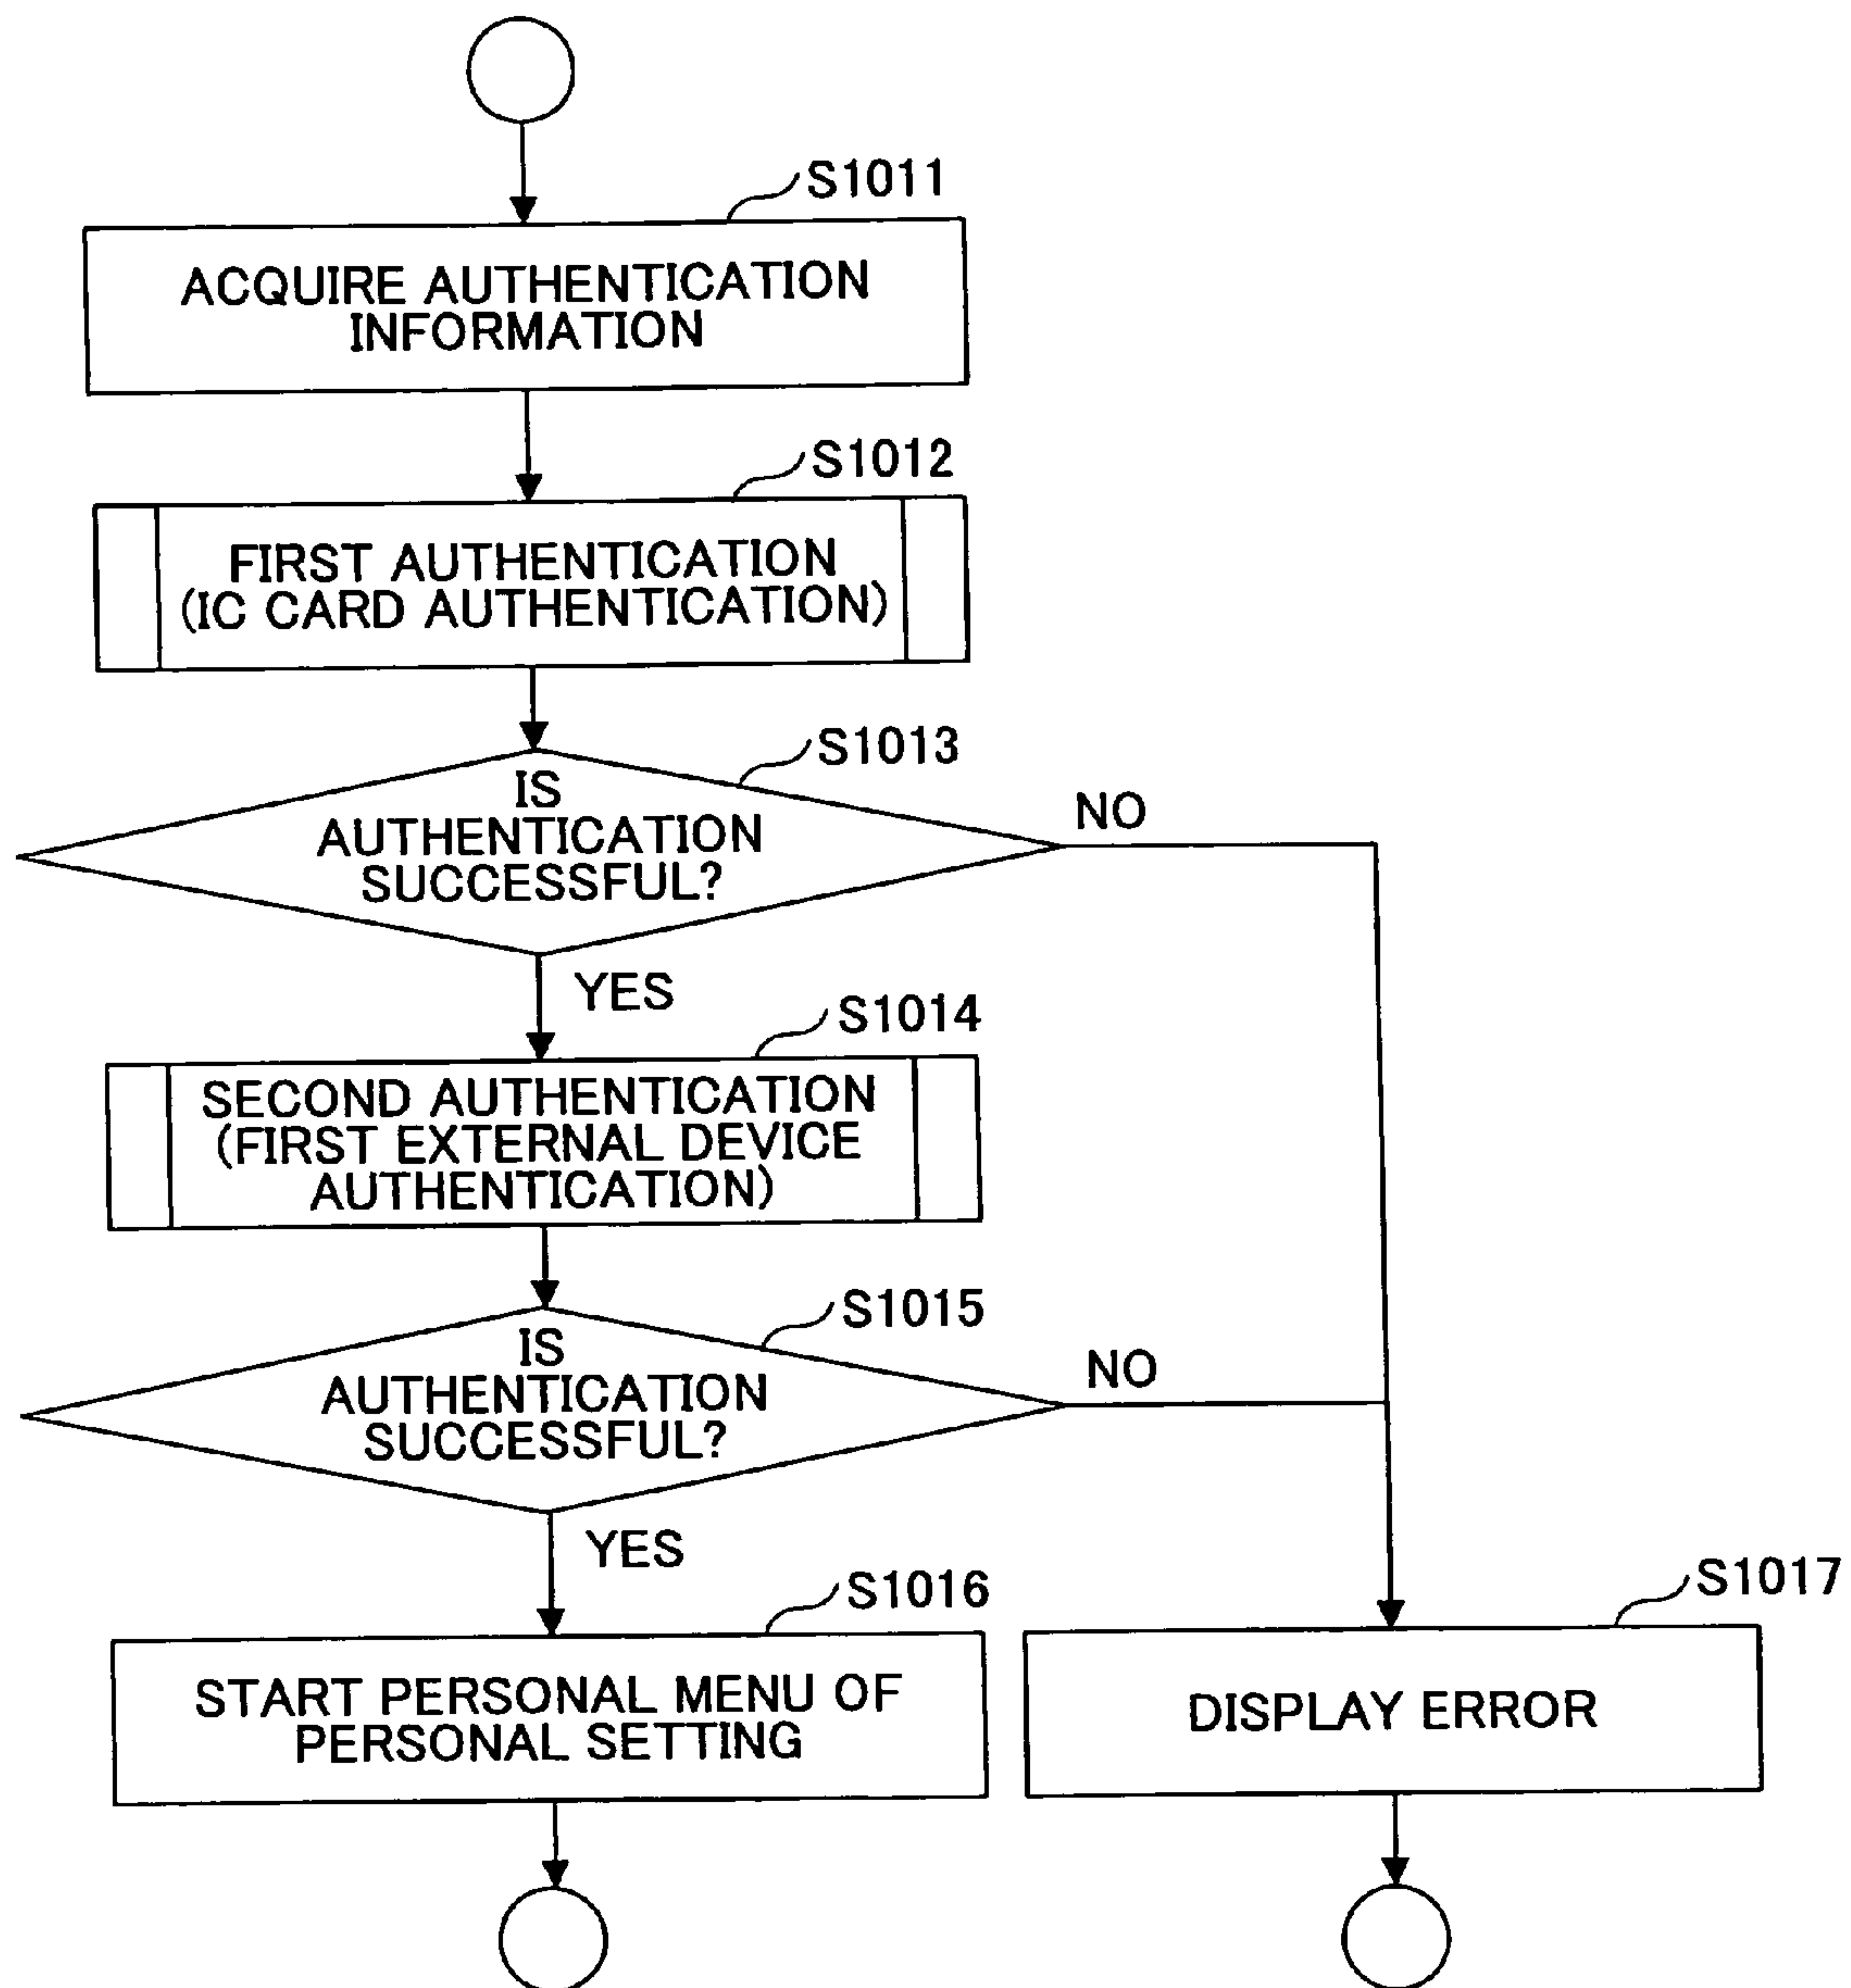 S1011
ACQUIRE AUTHENTICATION
INFORMATION
S1012
FIRST AUTHENTICATION
(IC CARD AUTHENTICATION)
S1013
IS
AUTHENTICATION
SUCCESSFUL?
NO
YES
S1014
SECOND AUTHENTICATION
(FIRST EXTERNAL DEVICE
AUTHENTICATION)
S1015
IS
AUTHENTICATION
SUCCESSFUL?
NO
YES
S1016
START PERSONAL MENU OF
PERSONAL SETTING
S1017
DISPLAY ERROR